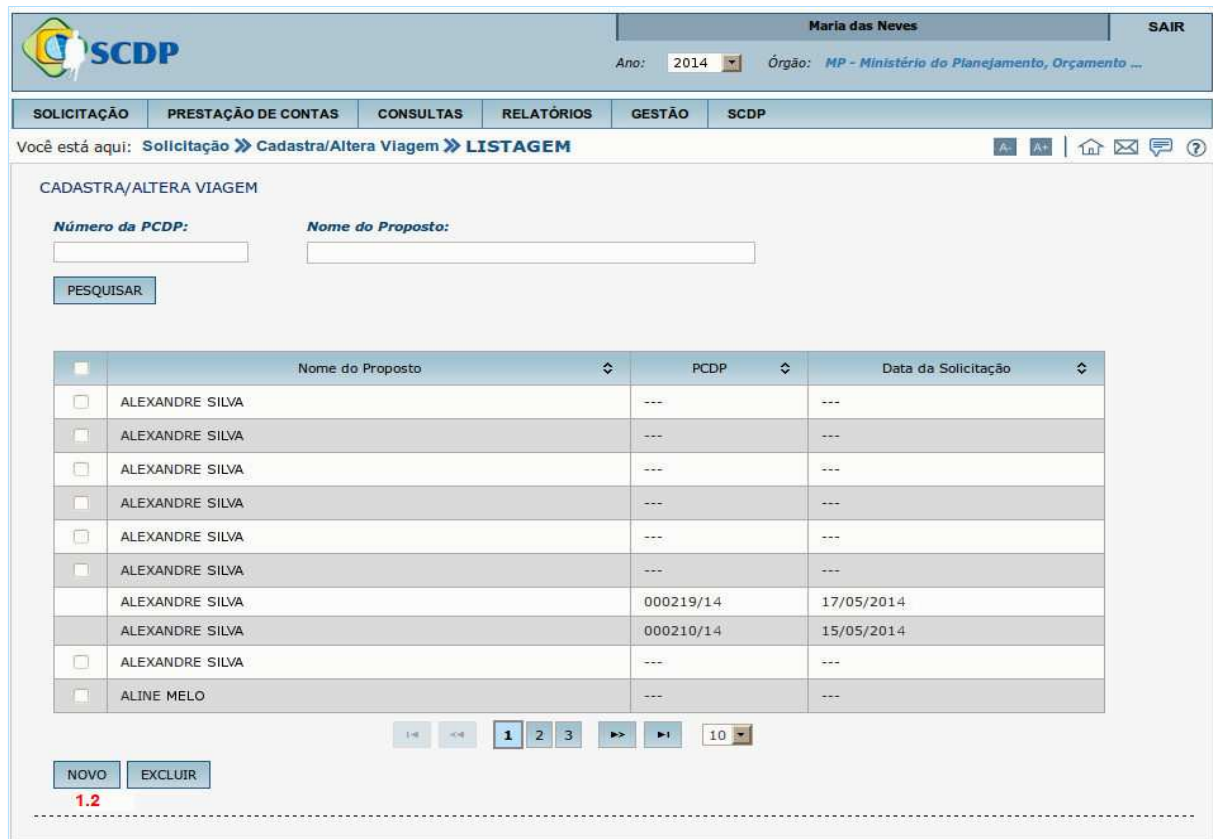 SCDP
Maria das Neves
SAIR
Ano: 2014 Órgão: MP - Ministério do Planejamento, Orçamento ...
SOLICITAÇÃO PRESTAÇÃO DE CONTAS CONSULTAS RELATÓRIOS GESTÃO SCDP
Você está aqui: Solicitação Cadastra/Altera Viagem LISTAGEM A- A+ ?
CADASTRA/ALTERA VIAGEM
Número da PCDP: Nome do Proposto:
PESQUISAR
Nome do Proposto PCDP Data da Solicitação
ALEXANDRE SILVA --- ---
ALEXANDRE SILVA --- ---
ALEXANDRE SILVA --- ---
ALEXANDRE SILVA --- ---
ALEXANDRE SILVA --- ---
ALEXANDRE SILVA --- ---
ALEXANDRE SILVA 000219/14 17/05/2014
ALEXANDRE SILVA 000210/14 15/05/2014
ALEXANDRE SILVA --- ---
ALINE MELO --- ---
1 2 3 10
NOVO EXCLUIR
1.2